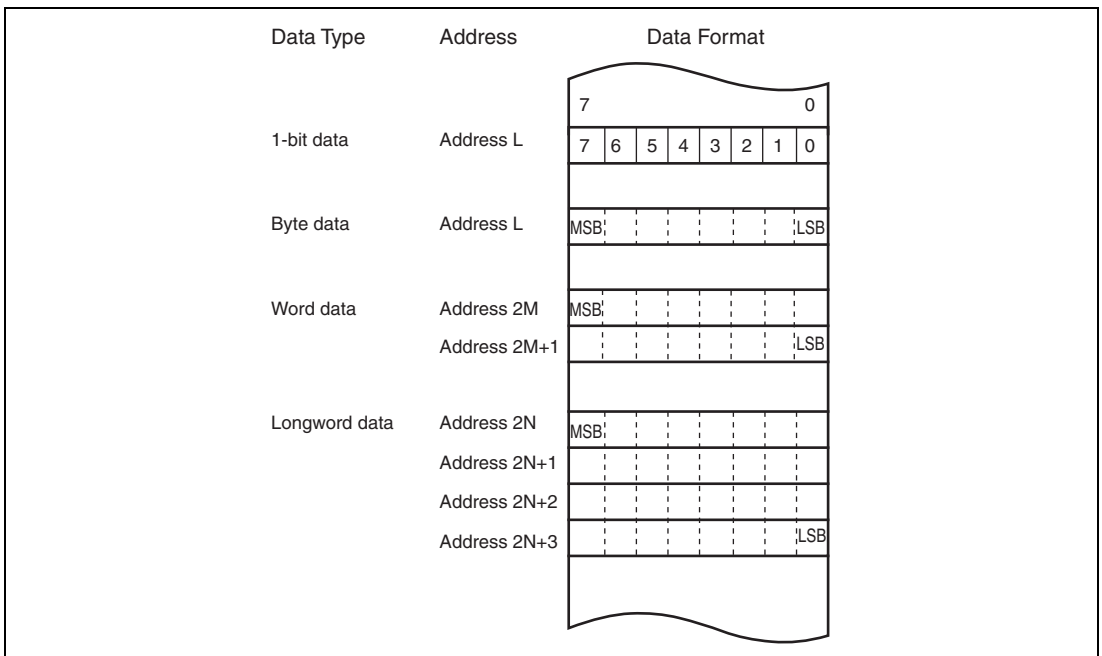 Data Type Address Data Format
7 0
1-bit data Address L 7 6 5 4 3 2 1 0
Byte data Address L MSB LSB
Word data Address 2M MSB
Address 2M+1 LSB
Longword data Address 2N MSB
Address 2N+1
Address 2N+2
Address 2N+3 LSB